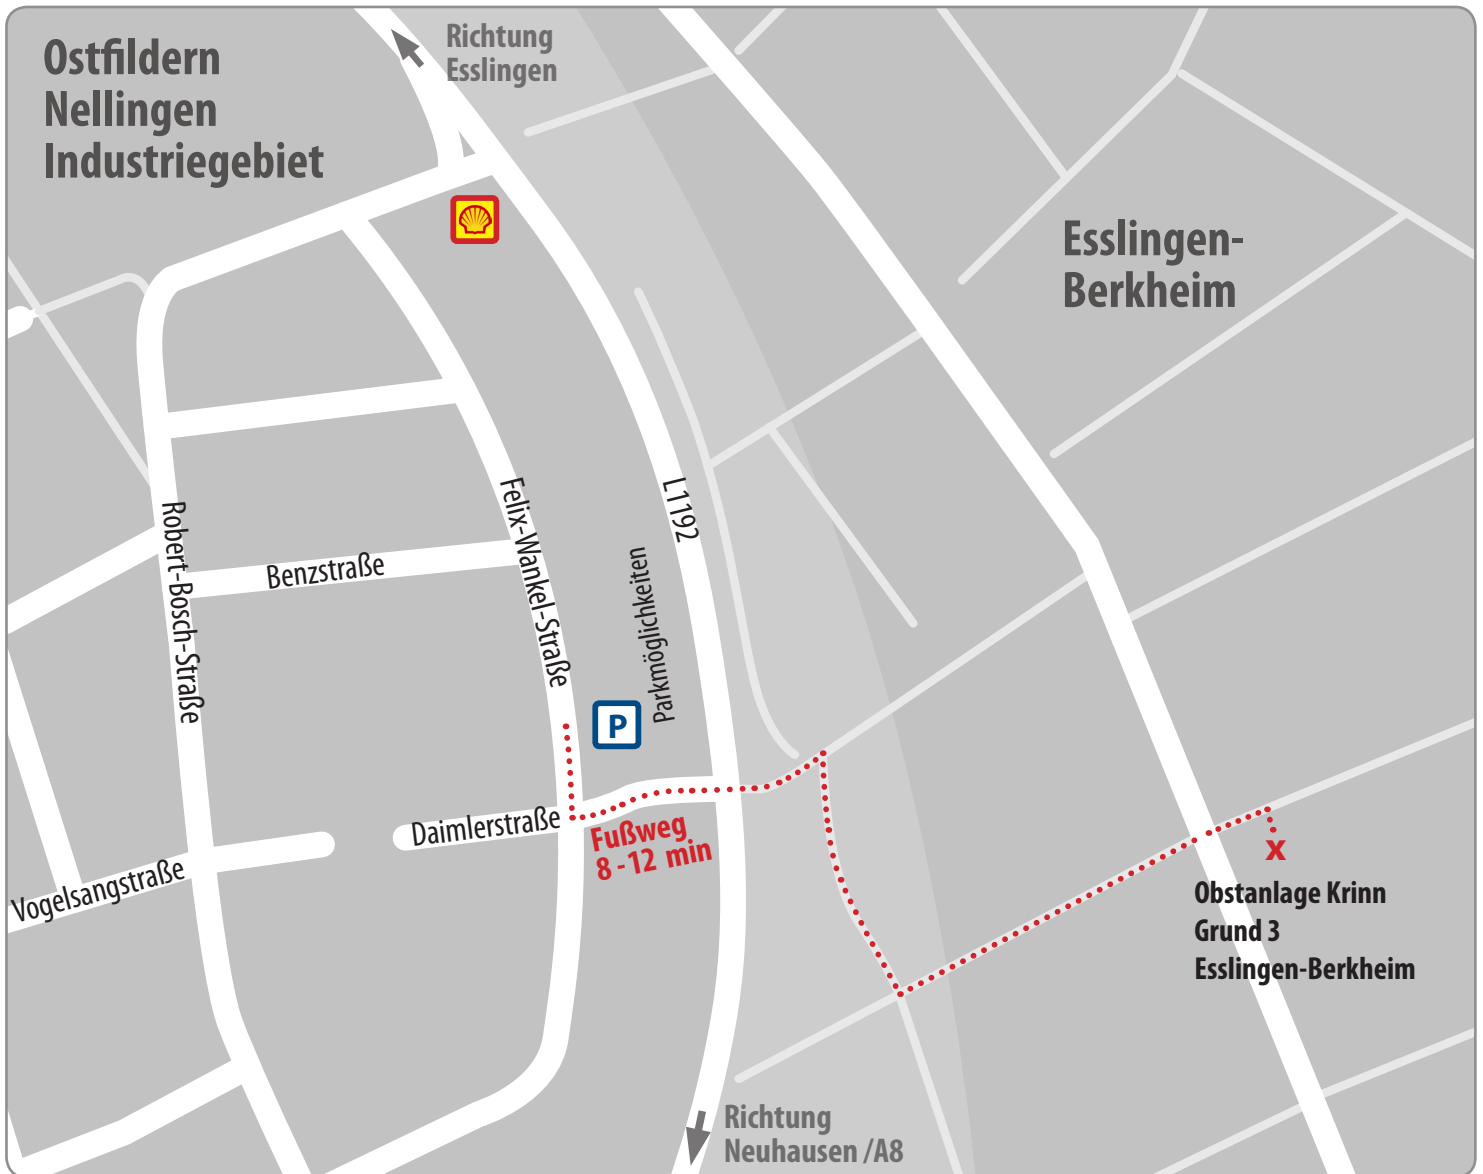 Ostfildern
Nellingen
Industriegebiet
Richtung
Esslingen
Esslingen-
Berkheim
Robert-Bosch-Straße
Felix-Wankel-Straße
L1192
Benzstraße
Parkmöglichkeiten
P
Daimlerstraße
Fußweg
8 - 12 min
Vogelsangstraße
x
Obstanlage Krinn
Grund 3
Esslingen-Berkheim
Richtung
Neuhausen /A8